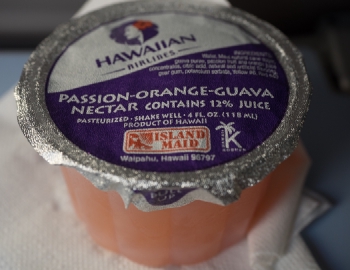 HAWAIIAN
AIRLINES
PASSION-ORANGE-GUAVA
NECTAR CONTAINS 12% JUICE
PASTEURIZED • SHAKE WELL • 4 FL. OZ (118 ML)
PRODUCT OF HAWAII
ISLAND
MAID
K
Waipahu, Hawaii 96797